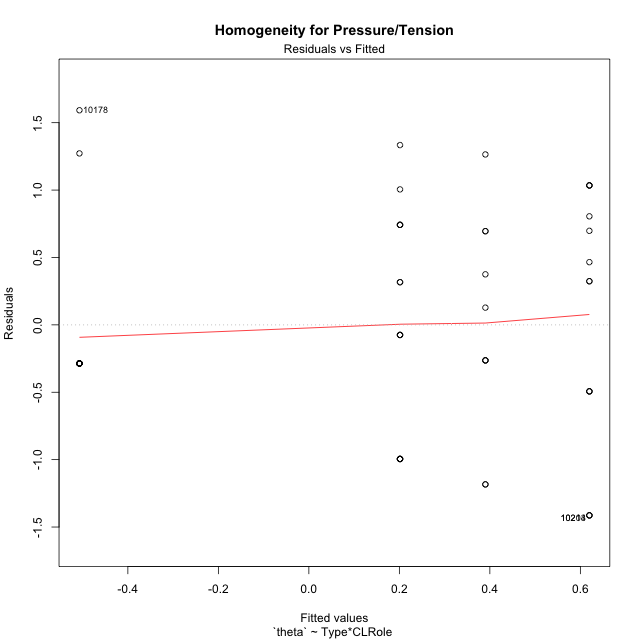 Homogeneity for Pressure/Tension
Residuals vs Fitted
10178
1.5
1.0
0.5
0.0
-0.5
-1.0
-1.5
Residuals
-0.4
-0.2
0.0
0.2
0.4
0.6
Fitted values
`theta` ~ Type*CLRole